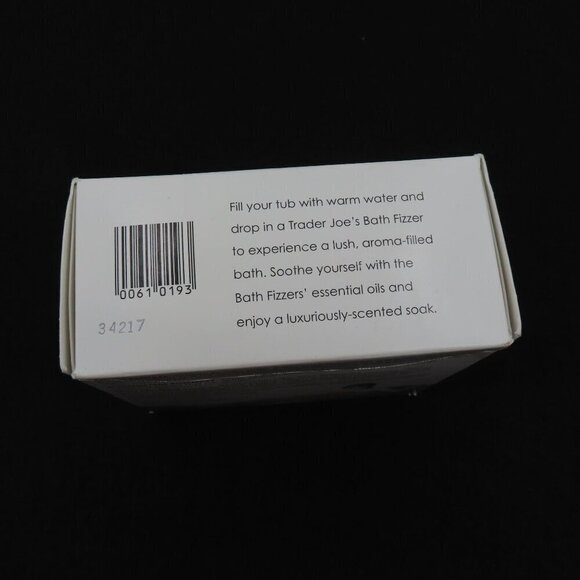 Fill your tub with warm water and
drop in a Trader Joe's Bath Fizzer
to experience a lush, aroma-filled
bath. Soothe yourself with the
Bath Fizzers' essential oils and
enjoy a luxuriously-scented soak.
0061 0193
34217